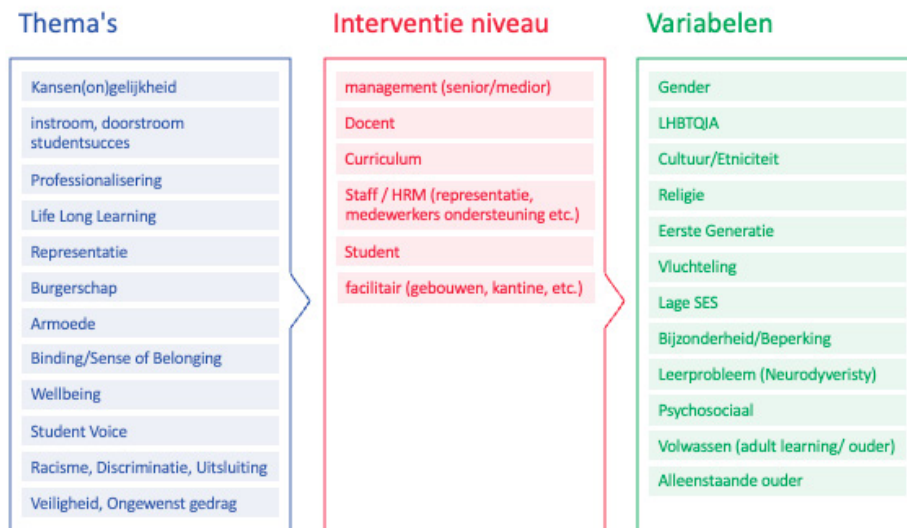 Thema's
Kansen(on)gelijkheid
instroom, doorstroom
studentsucces
Professionalisering
Life Long Learning
Representatie
Burgerschap
Armoede
Binding/Sense of Belonging
Wellbeing
Student Voice
Racisme, Discriminatie, Uitsluiting
Veiligheid, Ongewenst gedrag
Interventie niveau
management (senior/medior)
Docent
Curriculum
Staff / HRM (representatie,
medewerkers ondersteuning etc.)
Student
facilitair (gebouwen, kantine, etc.)
Variabelen
Gender
LHBTQIA
Cultuur/Etniciteit
Religie
Eerste Generatie
Vluchteling
Lage SES
Bijzonderheid/Beperking
Leerprobleem (Neurodyveristy)
Psychosociaal
Volwassen (adult learning/ ouder)
Alleenstaande ouder